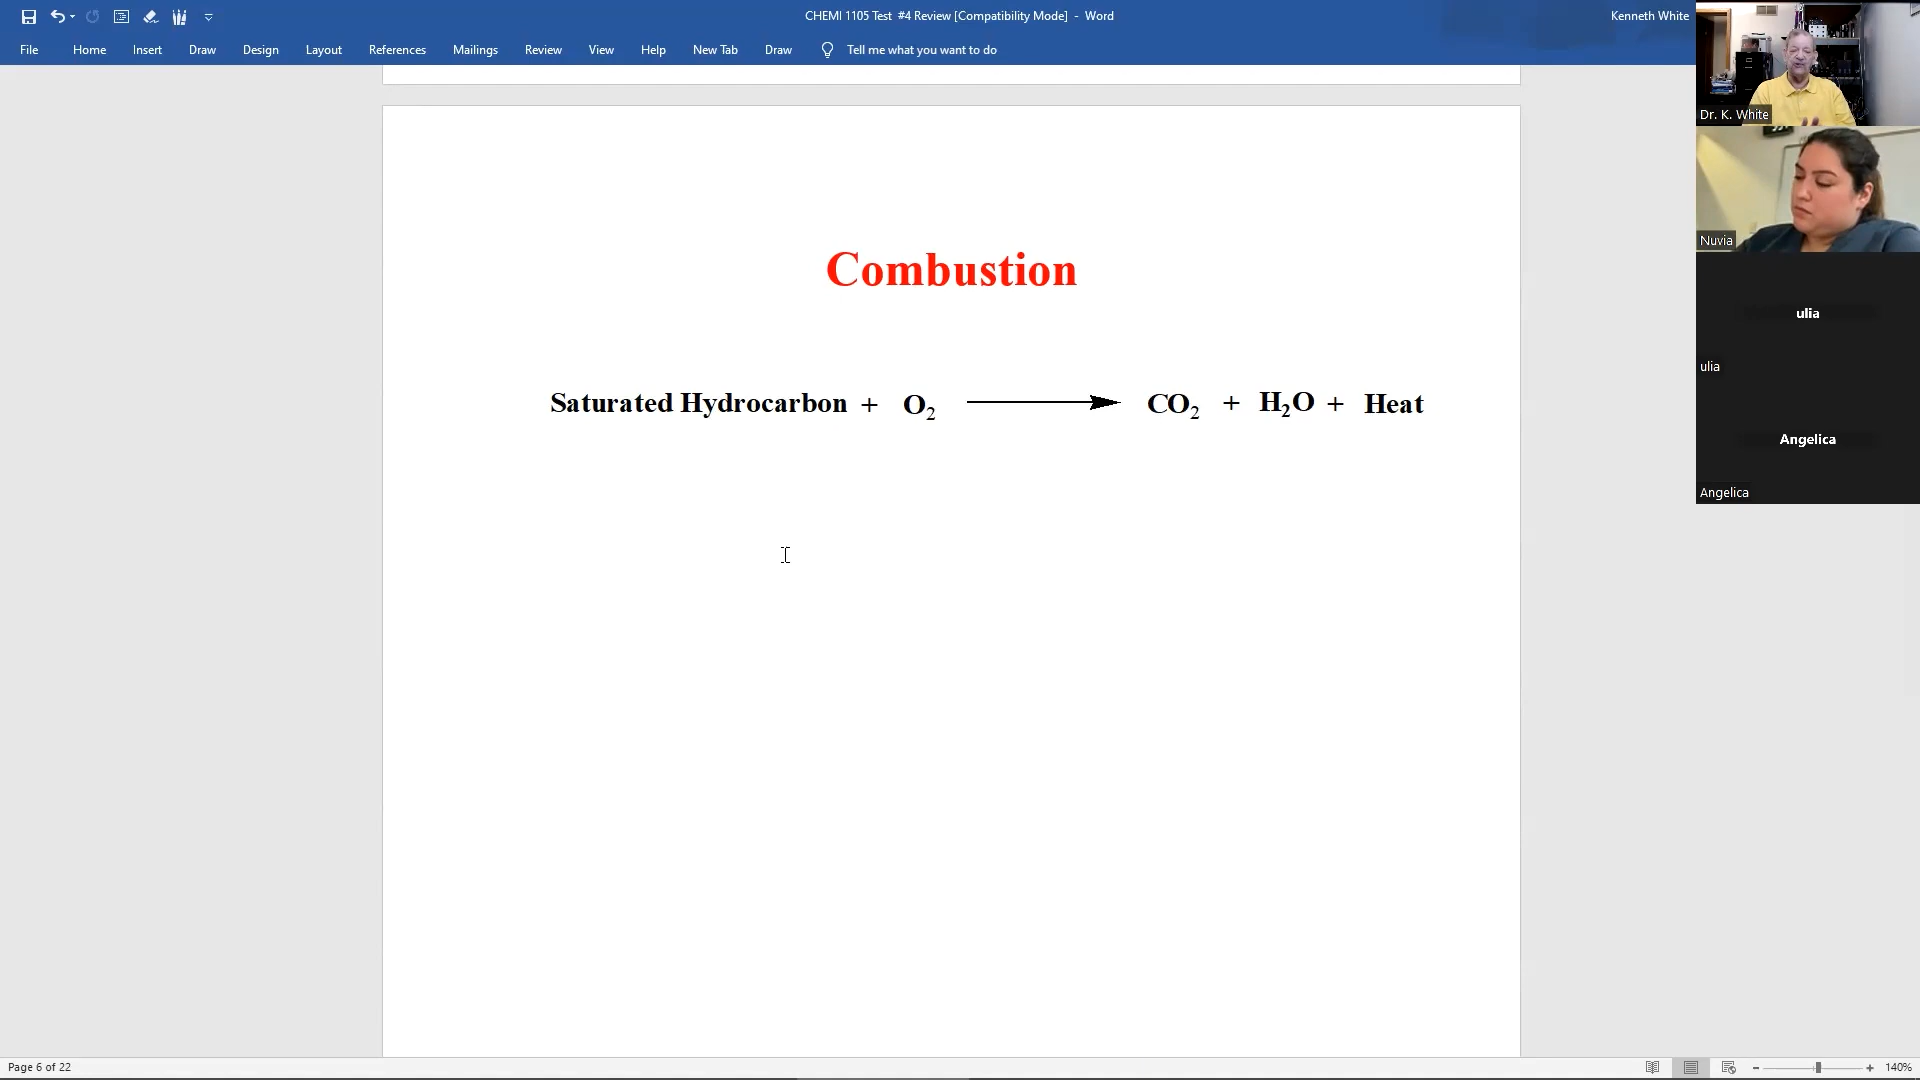 CHEMI 1105 Test #4 Review [Compatibility Mode] - Word
Kenneth White
File Home Insert Draw Design Layout References Mailings Review View Help New Tab Draw Tell me what you want to do
Dr. K. White
Nuvia
Combustion
ulia
ulia
Saturated Hydrocarbon + O₂ ⟶ CO₂ + H₂O + Heat
Angelica
Angelica
Page 6 of 22
140%